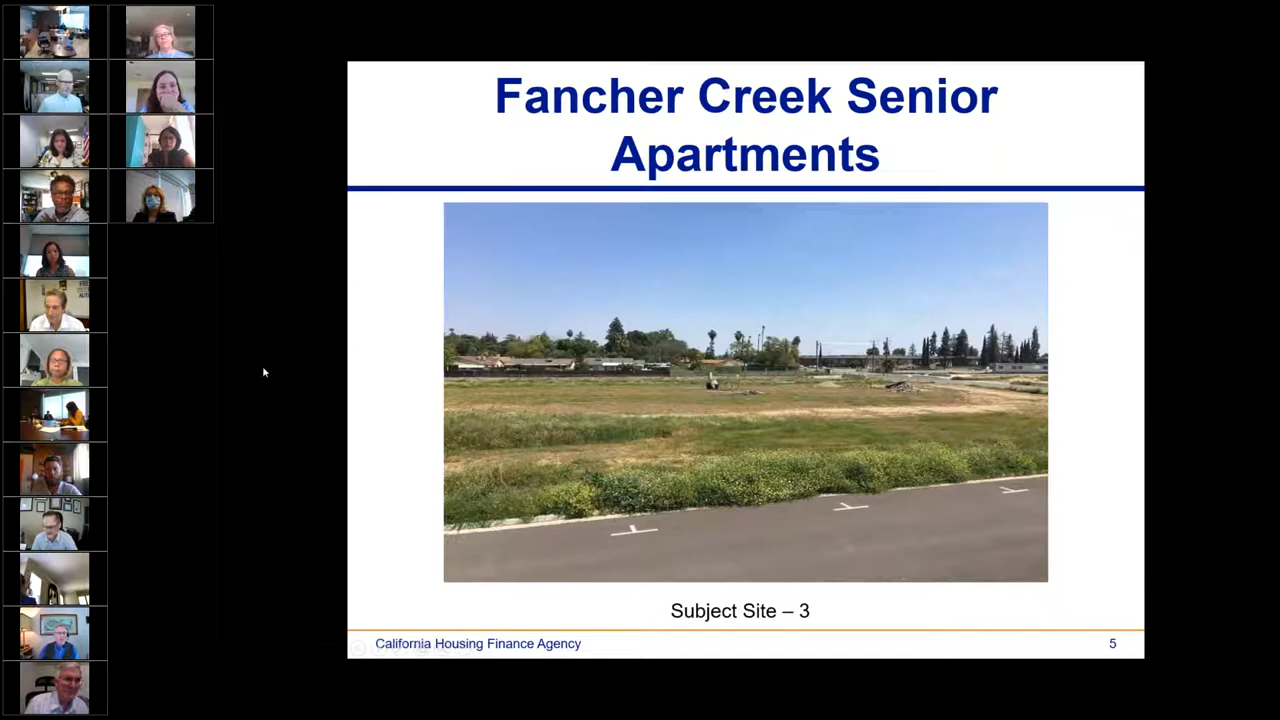 Fancher Creek Senior
Apartments
Subject Site – 3
California Housing Finance Agency
5